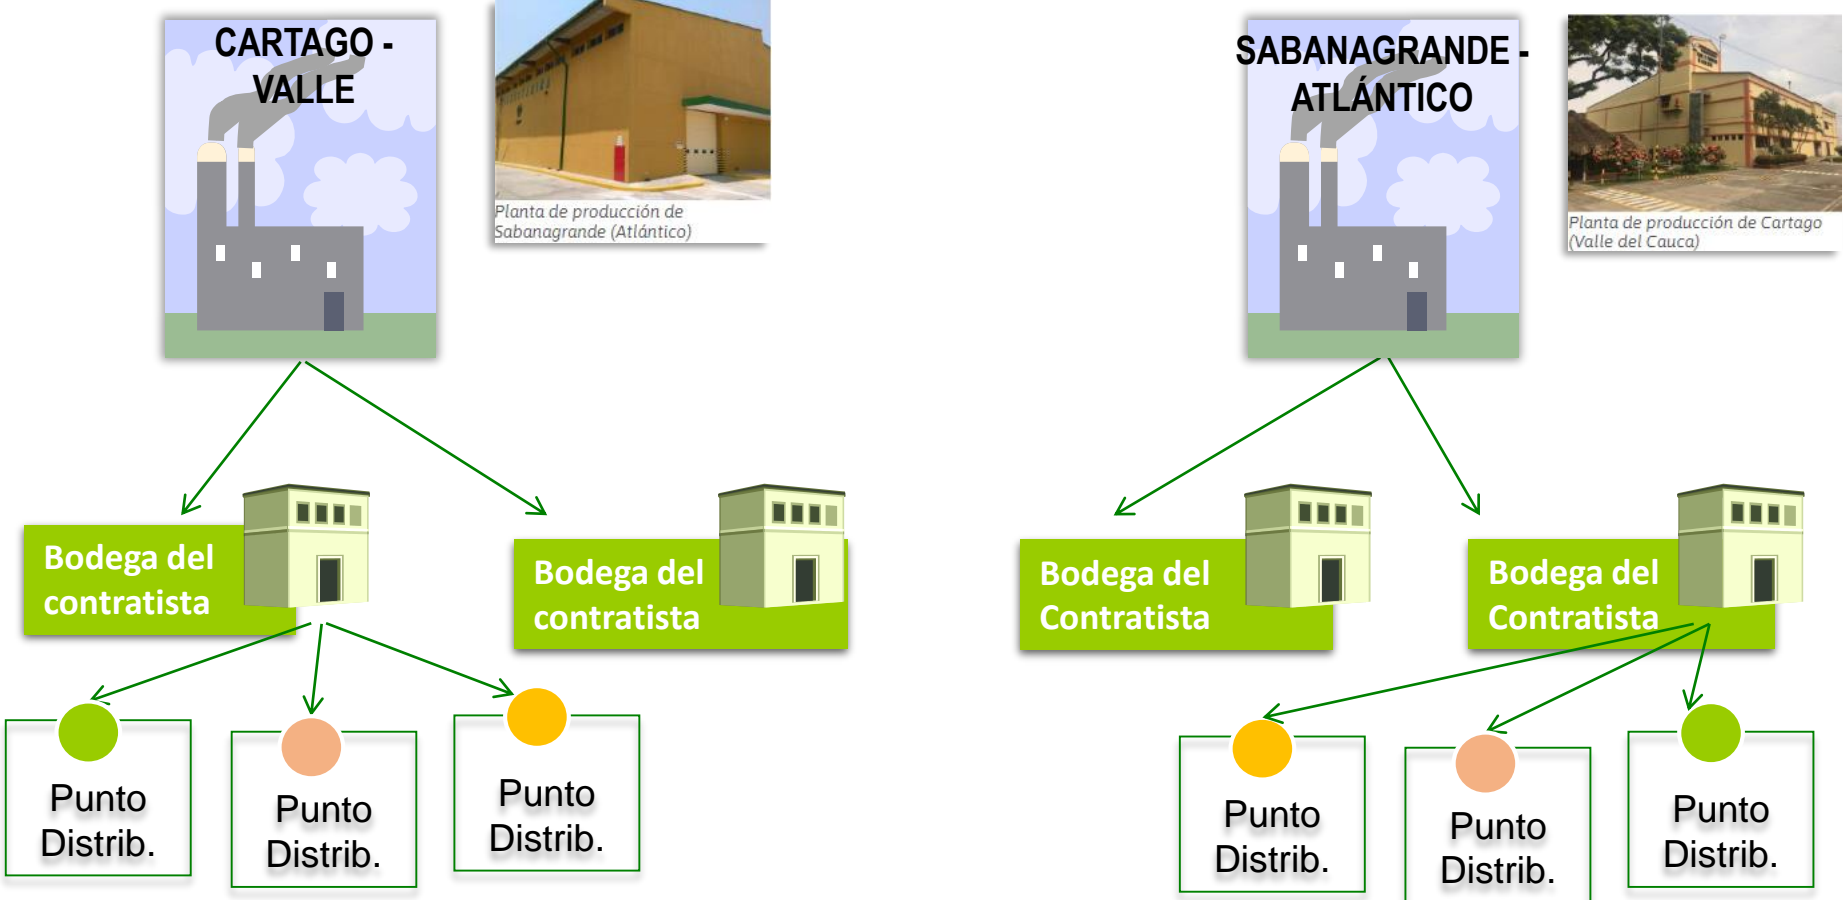 CARTAGO -
VALLE
Planta de producción de
Sabanagrande (Atlántico)
SABANAGRANDE -
ATLÁNTICO
Planta de producción de Cartago
(Valle del Cauca)
Bodega del
contratista
Bodega del
contratista
Bodega del
Contratista
Bodega del
Contratista
Punto
Distrib.
Punto
Distrib.
Punto
Distrib.
Punto
Distrib.
Punto
Distrib.
Punto
Distrib.